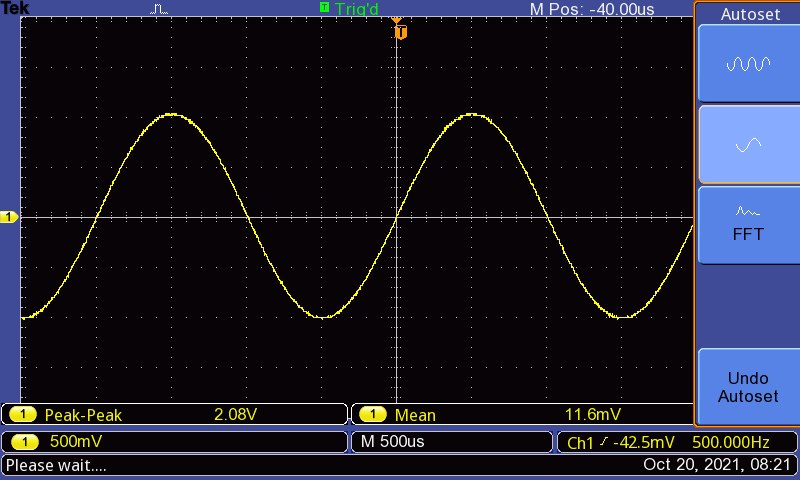 Tek T Trig'd M Pos: -40.00us
Autoset
T
1
FFT
Undo
Autoset
1 Peak-Peak 2.08V
1 Mean 11.6mV
1 500mV
M 500us
Ch1 -42.5mV 500.000Hz
Please wait....
Oct 20, 2021, 08:21